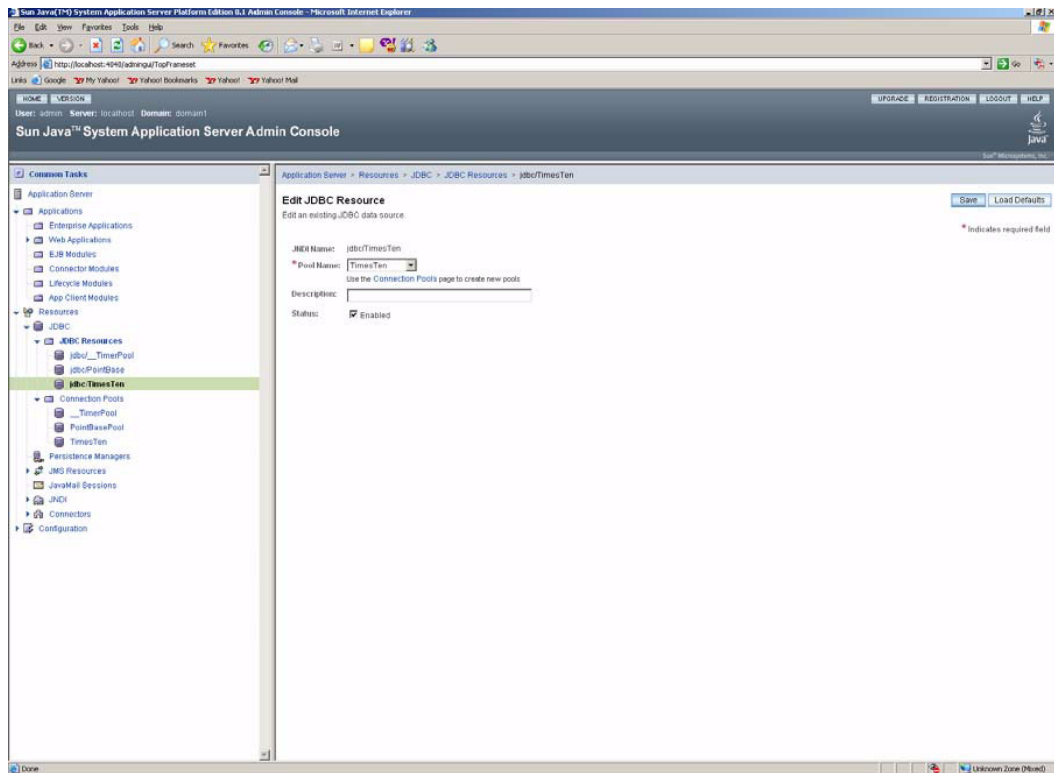 Sun Java(TM) System Application Server Platform Edition 8.1 Admin Console - Microsoft Internet Explorer
File Edit View Favorites Tools Help
Back Search Favorites
Address http://localhost:4848/admingui/TopFrameset Go
Links Google My Yahoo! Yahoo! Bookmarks Yahoo! Yahoo! Mail
HOME VERSION UPGRADE REGISTRATION LOGOUT HELP
User: admin Server: localhost Domain: domain1
Sun Java™ System Application Server Admin Console
Java
Sun™ Microsystems, Inc.
Common Tasks
Application Server
Applications
Enterprise Applications
Web Applications
EJB Modules
Connector Modules
Lifecycle Modules
App Client Modules
Resources
JDBC
JDBC Resources
jdbc/__TimerPool
jdbc/PointBase
jdbc/TimesTen
Connection Pools
__TimerPool
PointBasePool
TimesTen
Persistence Managers
JMS Resources
JavaMail Sessions
JNDI
Connectors
Configuration
Application Server > Resources > JDBC > JDBC Resources > jdbc/TimesTen
Edit JDBC Resource
Save Load Defaults
Edit an existing JDBC data source.
* Indicates required field
JNDI Name: jdbc/TimesTen
* Pool Name: TimesTen
Use the Connection Pools page to create new pools
Description:
Status: Enabled
Done
Unknown Zone (Mixed)